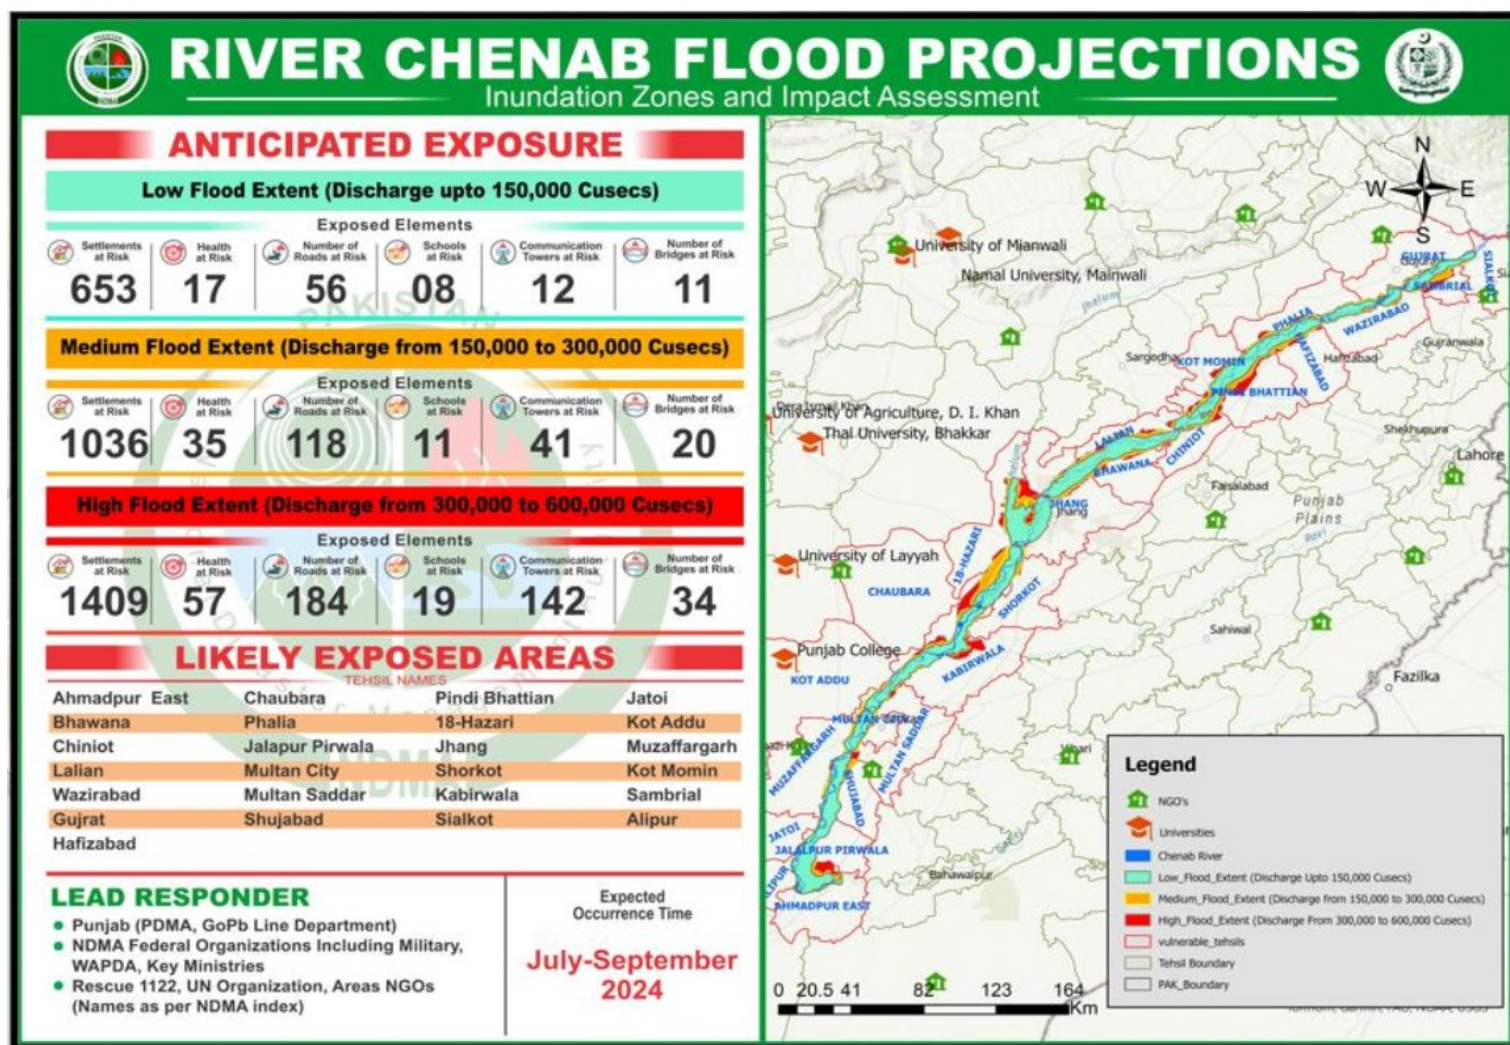 RIVER CHENAB FLOOD PROJECTIONS
Inundation Zones and Impact Assessment
ANTICIPATED EXPOSURE
Low Flood Extent (Discharge upto 150,000 Cusecs)
Exposed Elements
Settlements at Risk
653
Health at Risk
17
Number of Roads at Risk
56
Schools at Risk
08
Communication Towers at Risk
12
Number of Bridges at Risk
11
Medium Flood Extent (Discharge from 150,000 to 300,000 Cusecs)
Exposed Elements
Settlements at Risk
1036
Health at Risk
35
Number of Roads at Risk
118
Schools at Risk
11
Communication Towers at Risk
41
Number of Bridges at Risk
20
High Flood Extent (Discharge from 300,000 to 600,000 Cusecs)
Exposed Elements
Settlements at Risk
1409
Health at Risk
57
Number of Roads at Risk
184
Schools at Risk
19
Communication Towers at Risk
142
Number of Bridges at Risk
34
LIKELY EXPOSED AREAS
TEHSIL NAMES
Ahmadpur East Chaubara Pindi Bhattian Jatoi
Bhawana Phalia 18-Hazari Kot Addu
Chiniot Jalapur Pirwala Jhang Muzaffargarh
Lalian Multan City Shorkot Kot Momin
Wazirabad Multan Saddar Kabirwala Sambrial
Gujrat Shujabad Sialkot Alipur
Hafizabad
LEAD RESPONDER
Punjab (PDMA, GoPb Line Department)
NDMA Federal Organizations Including Military,
WAPDA, Key Ministries
Rescue 1122, UN Organization, Areas NGOs
(Names as per NDMA index)
Expected
Occurrence Time
July-September
2024
PAKISTAN
NDMA
N
W E
S
University of Mianwali
Namal University, Mainwali
Jhelum
GUJRAT
SAMBRIAL
PHALIA
WAZIRABAD
Sargodha
KOT MOMIN
HAFIZABAD
Hafizabad
Gujranwala
PINDI BHATTIAN
Dera Ismail Khan
University of Agriculture, D. I. Khan
Thal University, Bhakkar
LALIAN
CHINIOT
BHAWANA
Sheikhupura
Lahore
Jhelum
Faisalabad
JHANG
Jhang
Punjab
Plains
Ravi
University of Layyah
18-HAZARI
CHAUBARA
SHORKOT
Sahiwal
Punjab College
KABIRWALA
KOT ADDU
Fazilka
MUZAFFARGARH
MULTAN SADDAR
SHUJABAD
Vehari
JATOI
JALALPUR PIRWALA
Bahawalpur
AHMADPUR EAST
Legend
NGO's
Universities
Chenab River
Low_Flood_Extent (Discharge Upto 150,000 Cusecs)
Medium_Flood_Extent (Discharge from 150,000 to 300,000 Cusecs)
High_Flood_Extent (Discharge From 300,000 to 600,000 Cusecs)
vulnerable_tehsils
Tehsil Boundary
PAK_Boundary
0 20.5 41 82 123 164
Km